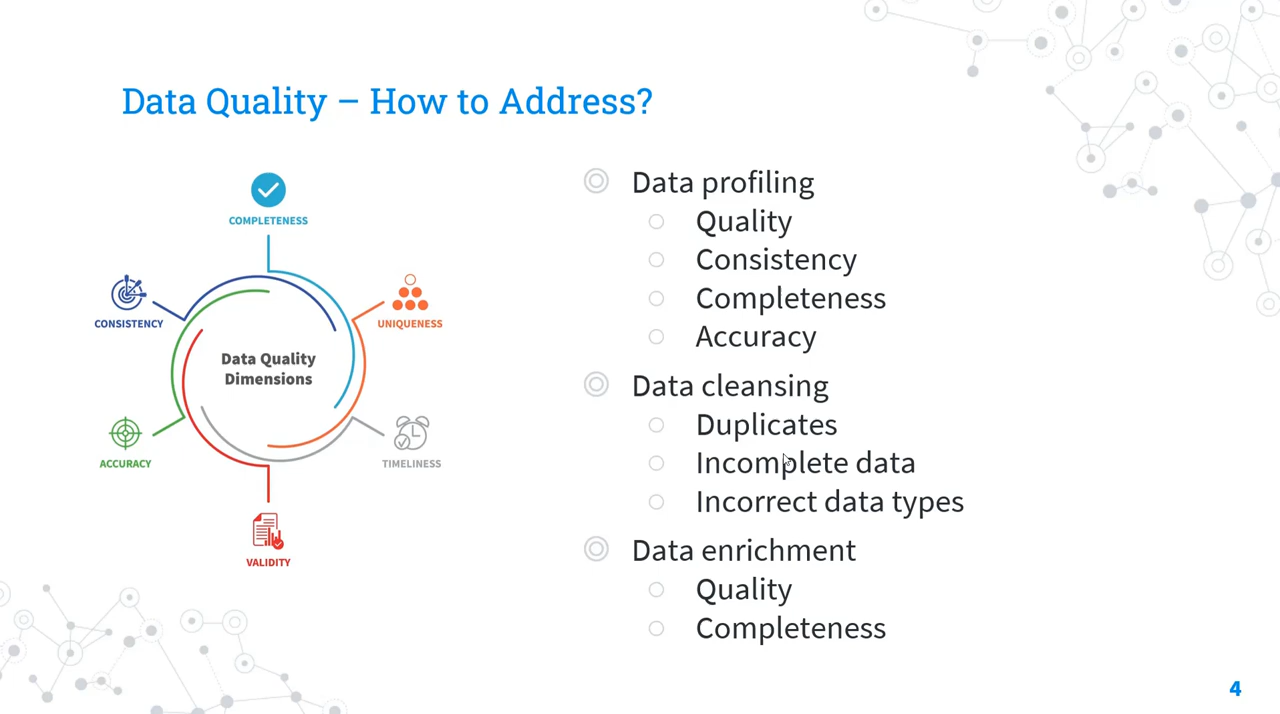 Data Quality – How to Address?
COMPLETENESS
CONSISTENCY
UNIQUENESS
Data Quality
Dimensions
ACCURACY
TIMELINESS
VALIDITY
Data profiling
Quality
Consistency
Completeness
Accuracy
Data cleansing
Duplicates
Incomplete data
Incorrect data types
Data enrichment
Quality
Completeness
4